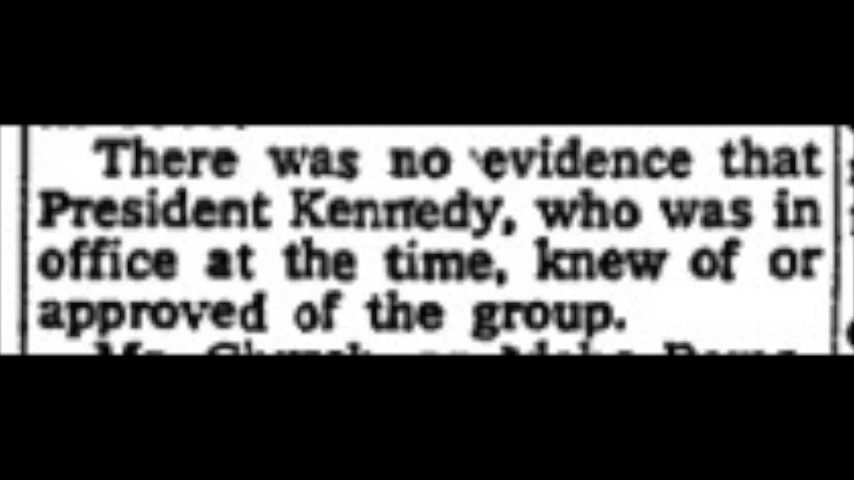 There was no evidence that
President Kennedy, who was in
office at the time, knew of or
approved of the group.